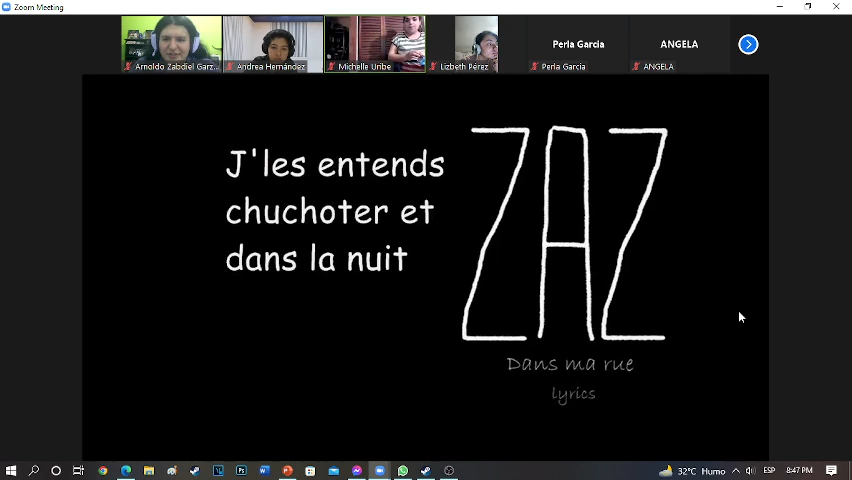 Zoom Meeting
Arnoldo Zabdiel Garz...
Andrea Hernández
Michelle Uribe
Lizbeth Pérez
Perla Garcia
Perla Garcia
ANGELA
ANGELA
J'les entends
chuchoter et
dans la nuit
ZAZ
Dans ma rue
lyrics
32°C Humo
ESP
8:47 PM